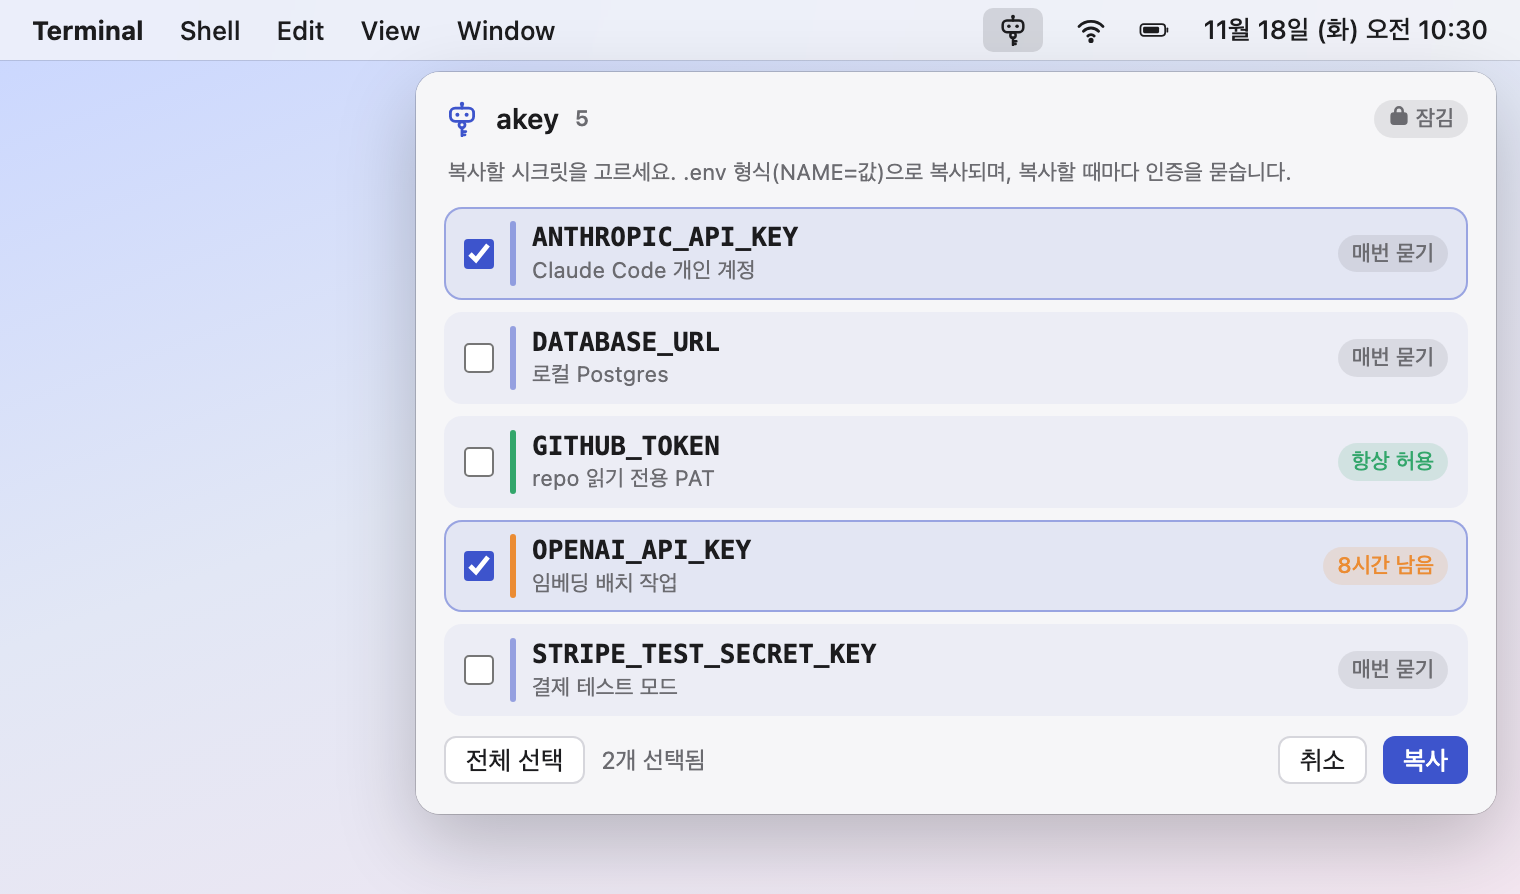 Terminal Shell Edit View Window 11월 18일 (화) 오전 10:30
akey 5 잠김
복사할 시크릿을 고르세요. .env 형식(NAME=값)으로 복사되며, 복사할 때마다 인증을 묻습니다.
ANTHROPIC_API_KEY
Claude Code 개인 계정
매번 묻기
DATABASE_URL
로컬 Postgres
매번 묻기
GITHUB_TOKEN
repo 읽기 전용 PAT
항상 허용
OPENAI_API_KEY
임베딩 배치 작업
8시간 남음
STRIPE_TEST_SECRET_KEY
결제 테스트 모드
매번 묻기
전체 선택 2개 선택됨 취소 복사